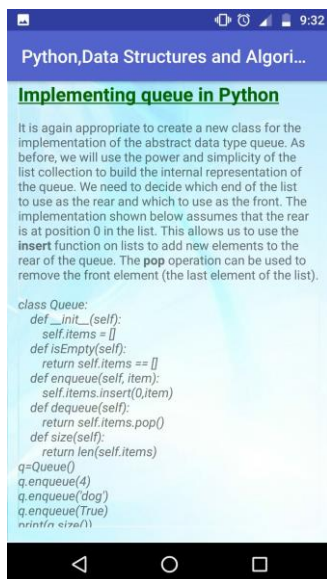 9:32
Python,Data Structures and Algori...
Implementing queue in Python
It is again appropriate to create a new class for the
implementation of the abstract data type queue. As
before, we will use the power and simplicity of the
list collection to build the internal representation of
the queue. We need to decide which end of the list
to use as the rear and which to use as the front. The
implementation shown below assumes that the rear
is at position 0 in the list. This allows us to use the
insert function on lists to add new elements to the
rear of the queue. The pop operation can be used to
remove the front element (the last element of the list).
class Queue:
def __init__(self):
self.items = []
def isEmpty(self):
return self.items == []
def enqueue(self, item):
self.items.insert(0,item)
def dequeue(self):
return self.items.pop()
def size(self):
return len(self.items)
q=Queue()
q.enqueue(4)
q.enqueue('dog')
q.enqueue(True)
print(q.size())